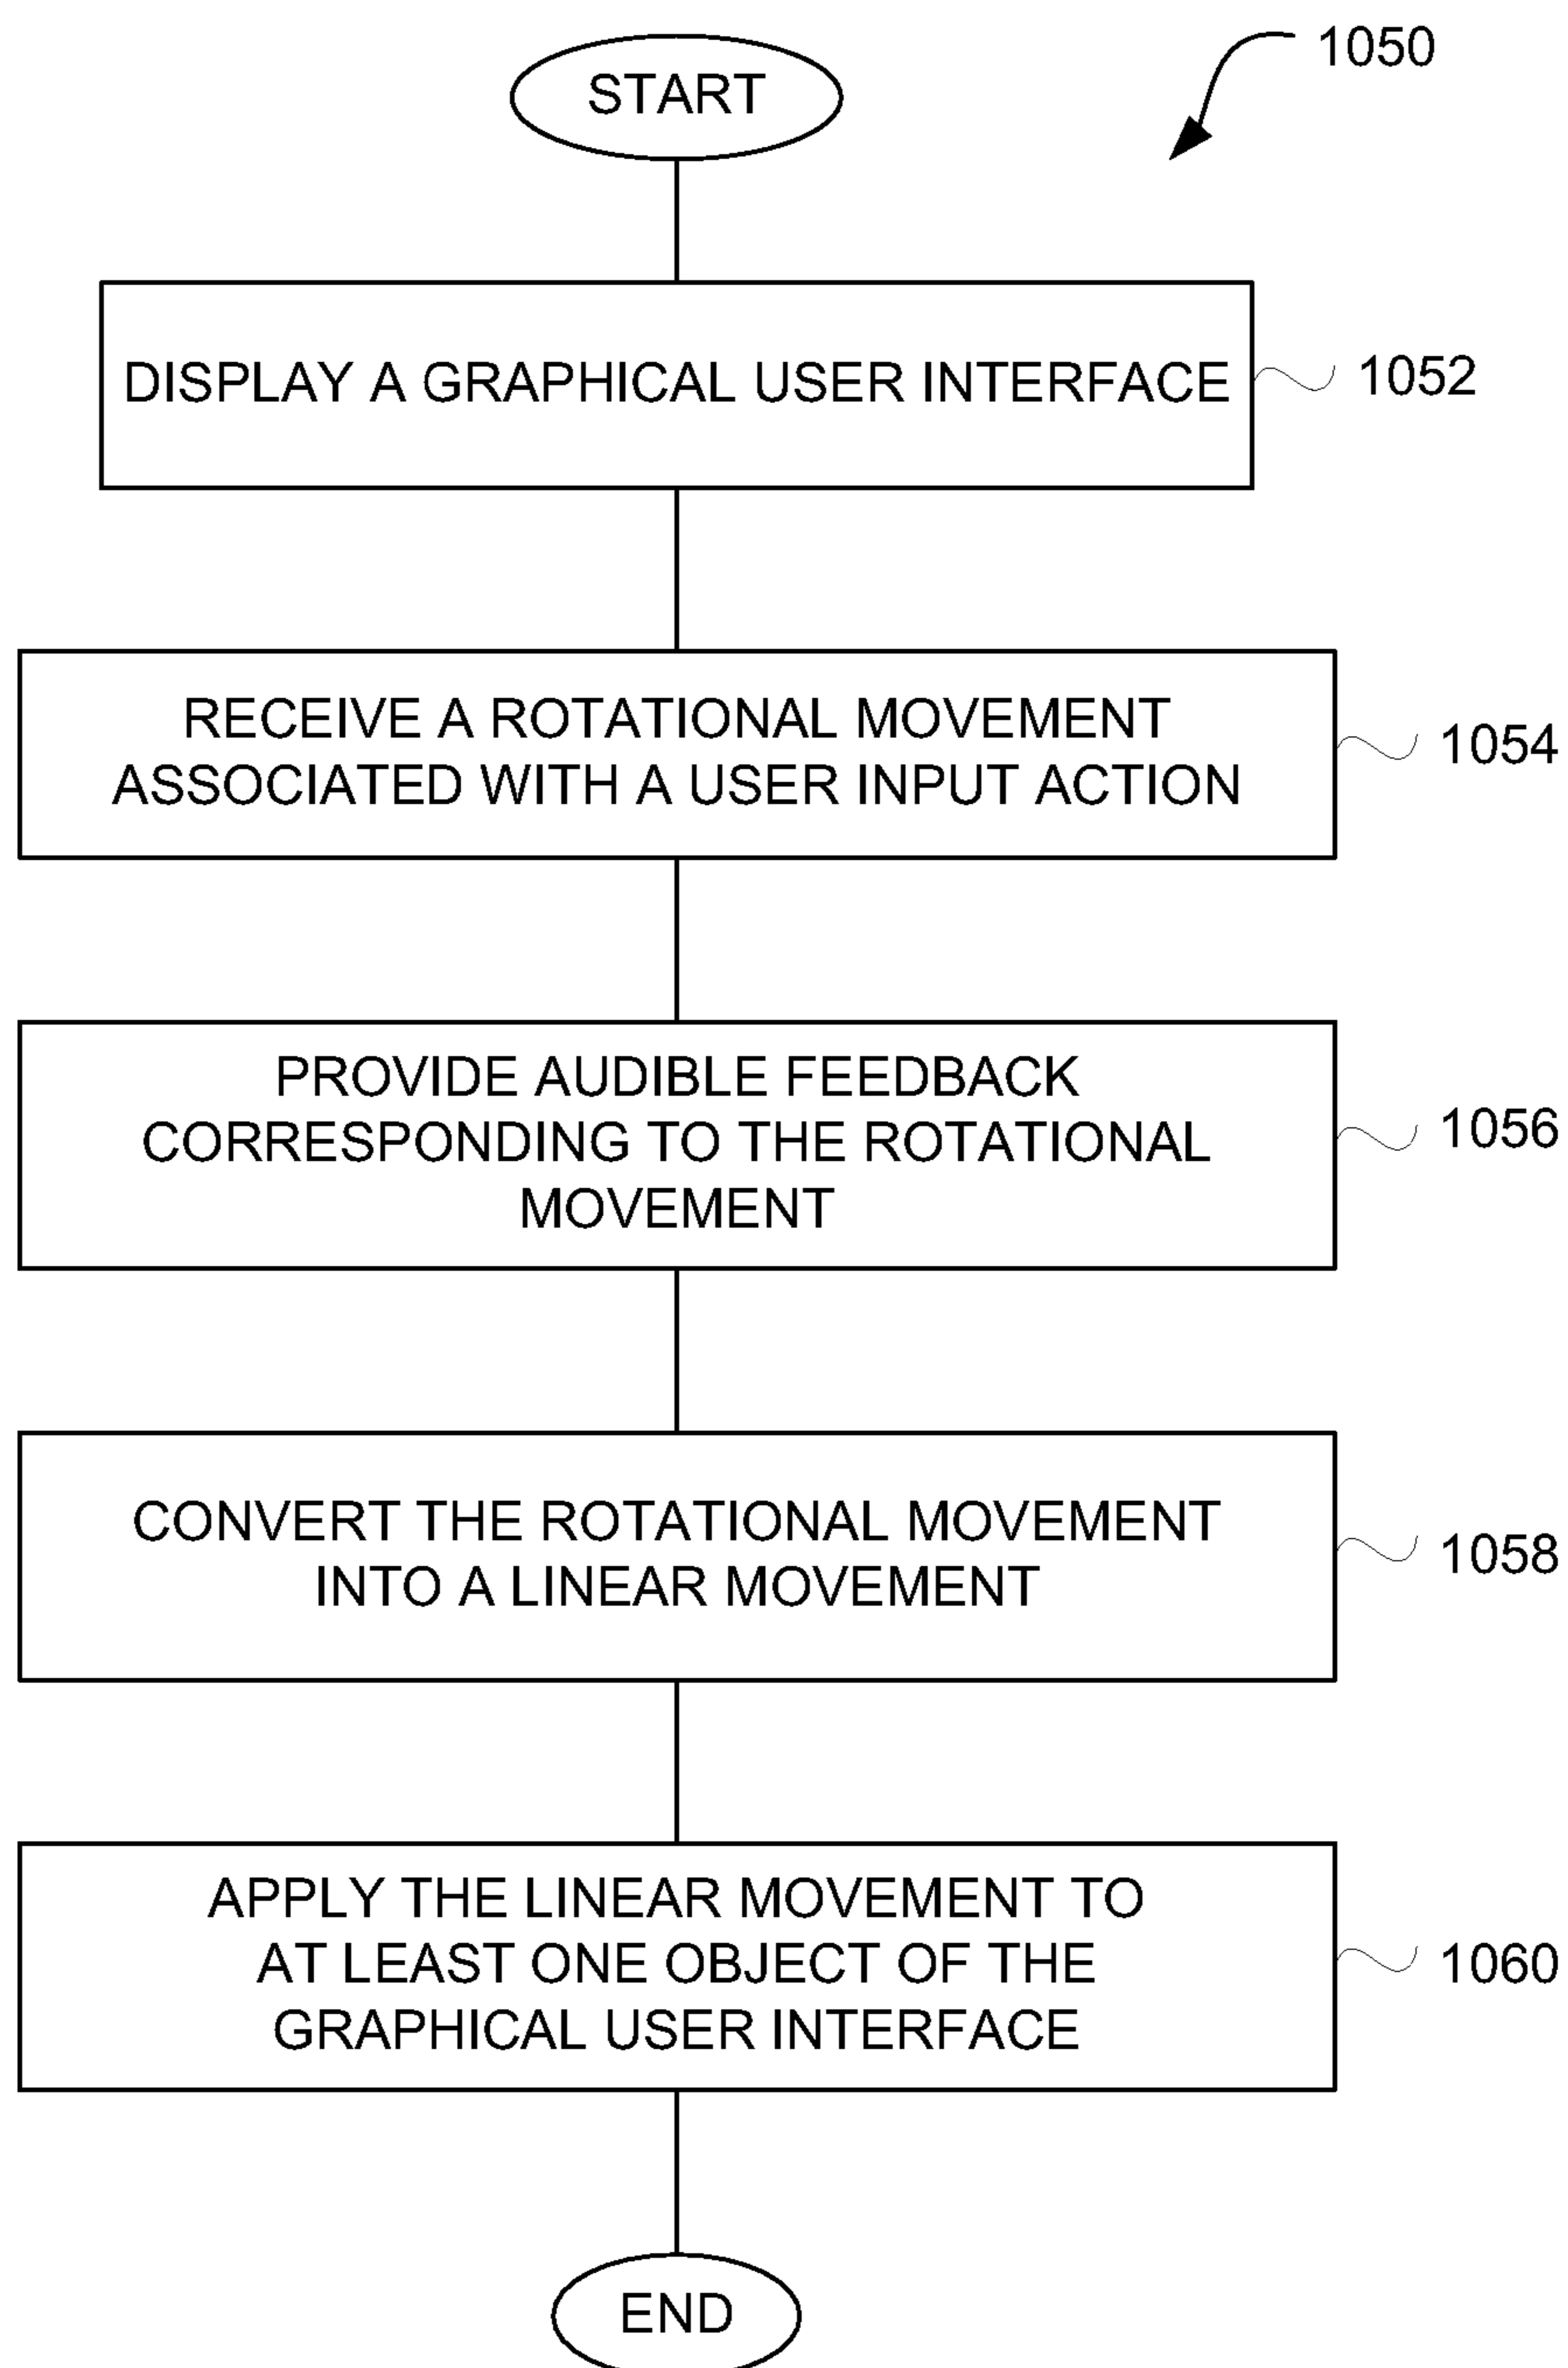 START
1050
DISPLAY A GRAPHICAL USER INTERFACE
1052
RECEIVE A ROTATIONAL MOVEMENT
ASSOCIATED WITH A USER INPUT ACTION
1054
PROVIDE AUDIBLE FEEDBACK
CORRESPONDING TO THE ROTATIONAL
MOVEMENT
1056
CONVERT THE ROTATIONAL MOVEMENT
INTO A LINEAR MOVEMENT
1058
APPLY THE LINEAR MOVEMENT TO
AT LEAST ONE OBJECT OF THE
GRAPHICAL USER INTERFACE
1060
END